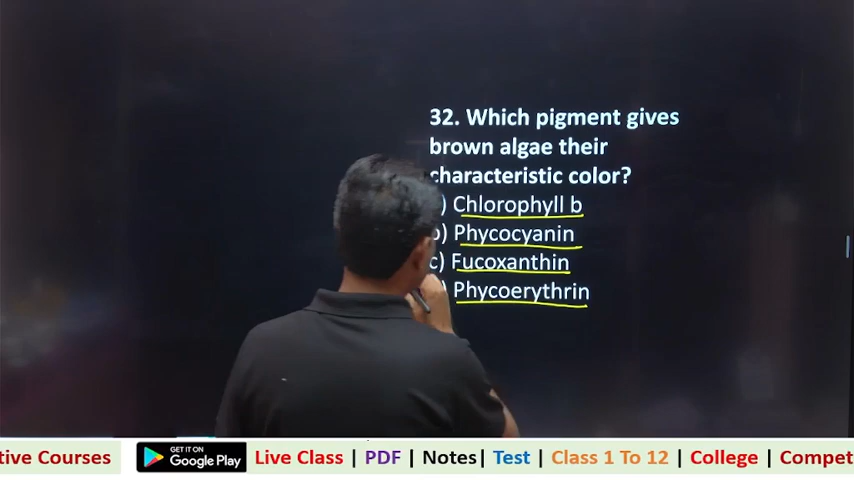 32. Which pigment gives
brown algae their
characteristic color?
) Chlorophyll b
b) Phycocyanin
c) Fucoxanthin
) Phycoerythrin
tive Courses
GET IT ON
Google Play
Live Class | PDF | Notes| Test | Class 1 To 12 | College | Compet